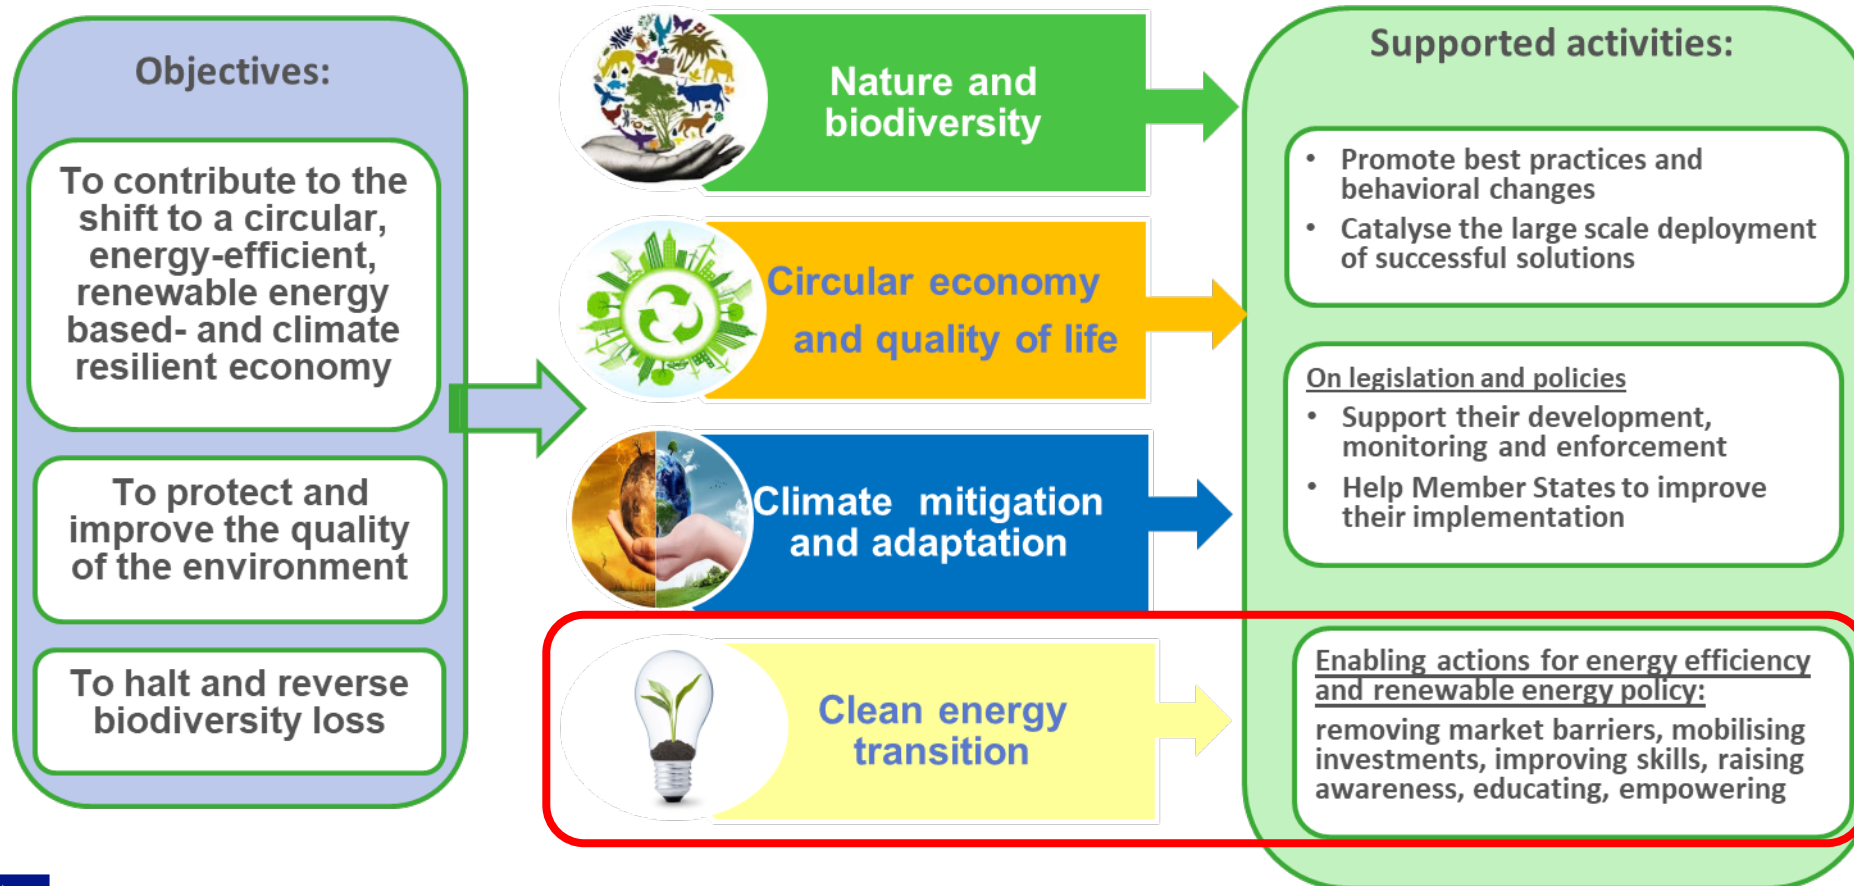 Objectives:
To contribute to the
shift to a circular,
energy-efficient,
renewable energy
based- and climate
resilient economy
To protect and
improve the quality
of the environment
To halt and reverse
biodiversity loss
Nature and
biodiversity
Circular economy
and quality of life
Climate mitigation
and adaptation
Clean energy
transition
Supported activities:
• Promote best practices and
behavioral changes
• Catalyse the large scale deployment
of successful solutions
On legislation and policies
• Support their development,
monitoring and enforcement
• Help Member States to improve
their implementation
Enabling actions for energy efficiency
and renewable energy policy:
removing market barriers, mobilising
investments, improving skills, raising
awareness, educating, empowering